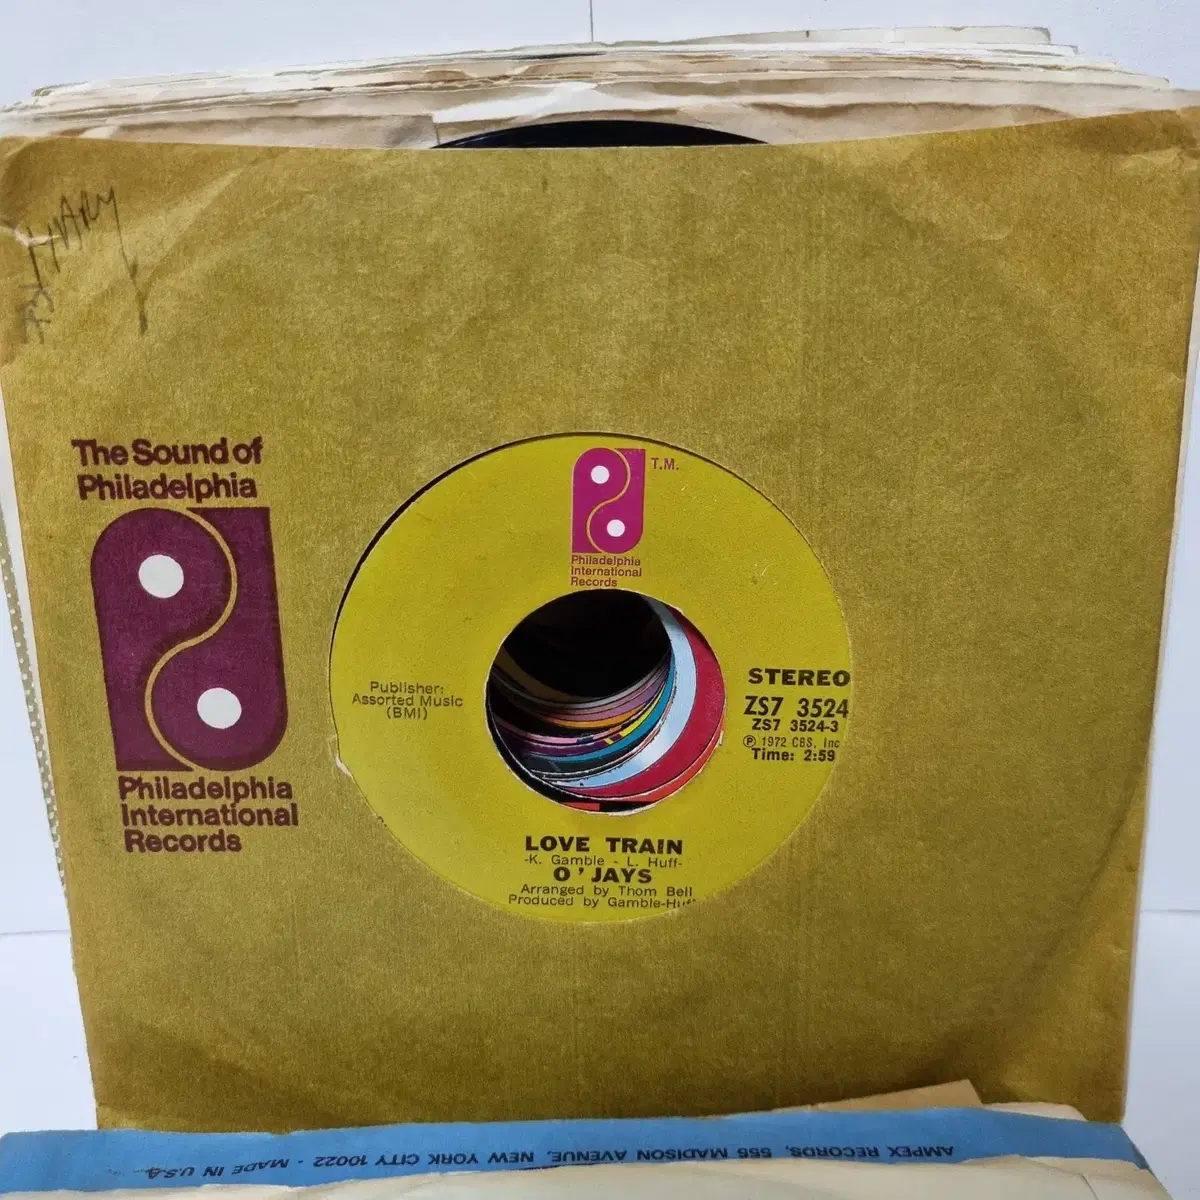 The Sound of
Philadelphia
Philadelphia
International
Records
T.M.
Philadelphia
International
Records
Publisher:
Assorted Music
(BMI)
STEREO
ZS7 3524
ZS7 3524-3
℗ 1972 CBS, Inc
Time: 2:59
LOVE TRAIN
-K. Gamble - L. Huff-
O'JAYS
Arranged by Thom Bell
Produced by Gamble-Huff
AMPEX RECORDS, 555 MADISON AVENUE, NEW YORK CITY 10022 - MADE IN U.S.A.